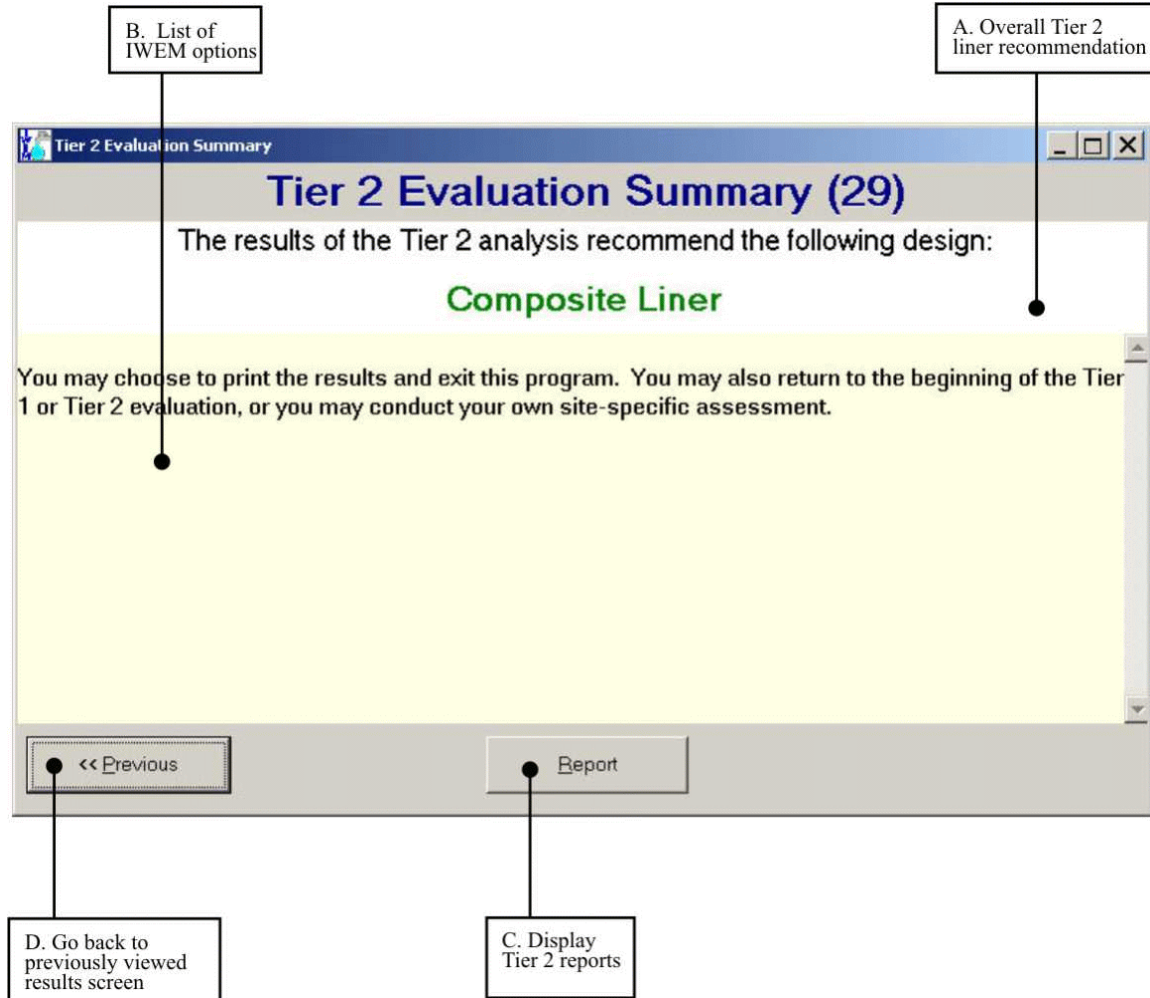 B. List of
IWEM options
A. Overall Tier 2
liner recommendation
Tier 2 Evaluation Summary
Tier 2 Evaluation Summary (29)
The results of the Tier 2 analysis recommend the following design:
Composite Liner
You may choose to print the results and exit this program. You may also return to the beginning of the Tier
1 or Tier 2 evaluation, or you may conduct your own site-specific assessment.
<< Previous
Report
D. Go back to
previously viewed
results screen
C. Display
Tier 2 reports